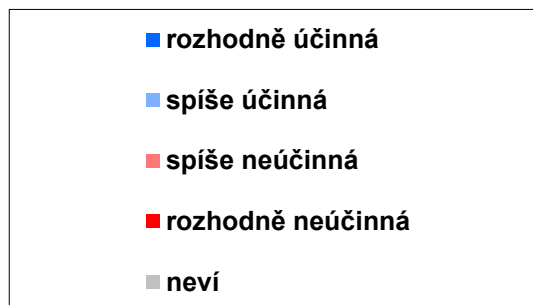 rozhodně účinná
spíše účinná
spíše neúčinná
rozhodně neúčinná
neví